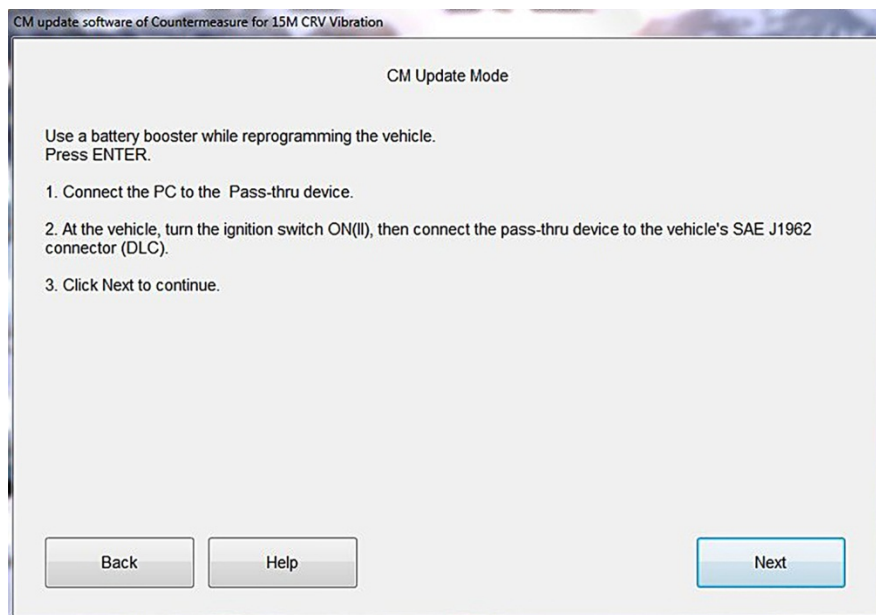 CM update software of Countermeasure for 15M CRV Vibration
CM Update Mode
Use a battery booster while reprogramming the vehicle.
Press ENTER.
1. Connect the PC to the Pass-thru device.
2. At the vehicle, turn the ignition switch ON(II), then connect the pass-thru device to the vehicle's SAE J1962
connector (DLC).
3. Click Next to continue.
Back
Help
Next